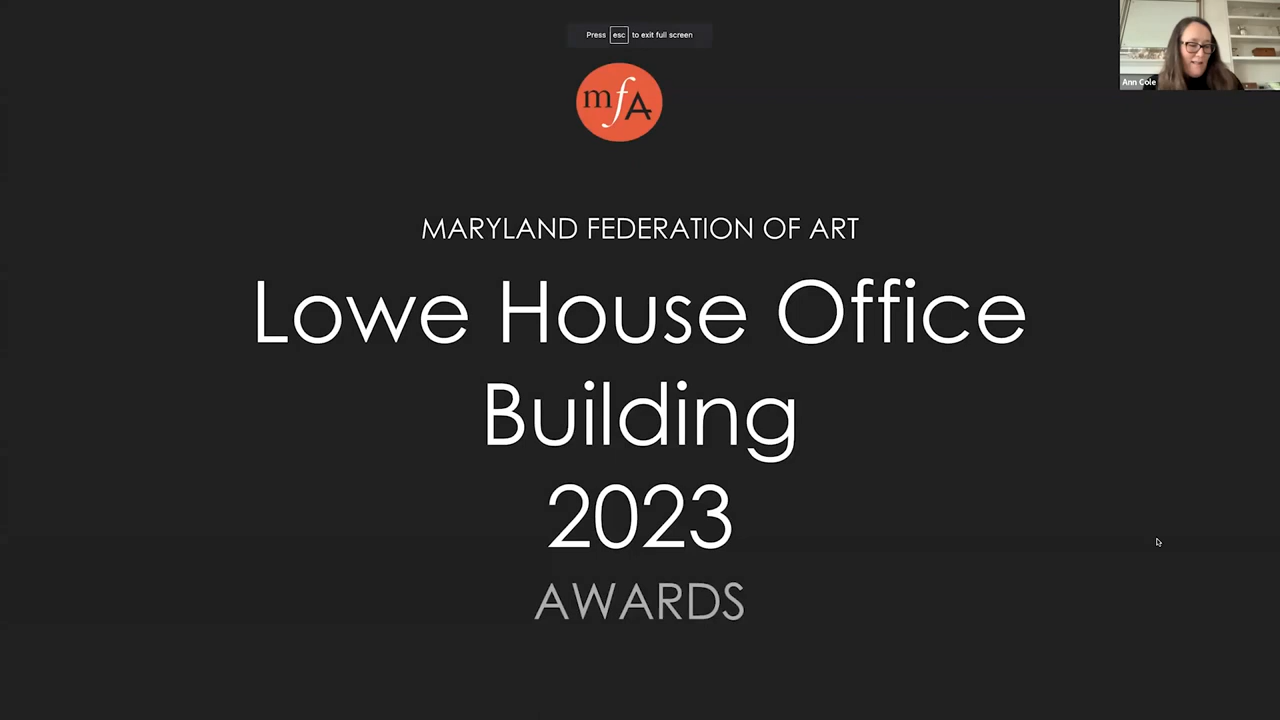 Press esc to exit full screen
Ann Cole
mfA
MARYLAND FEDERATION OF ART
Lowe House Office
Building
2023
AWARDS